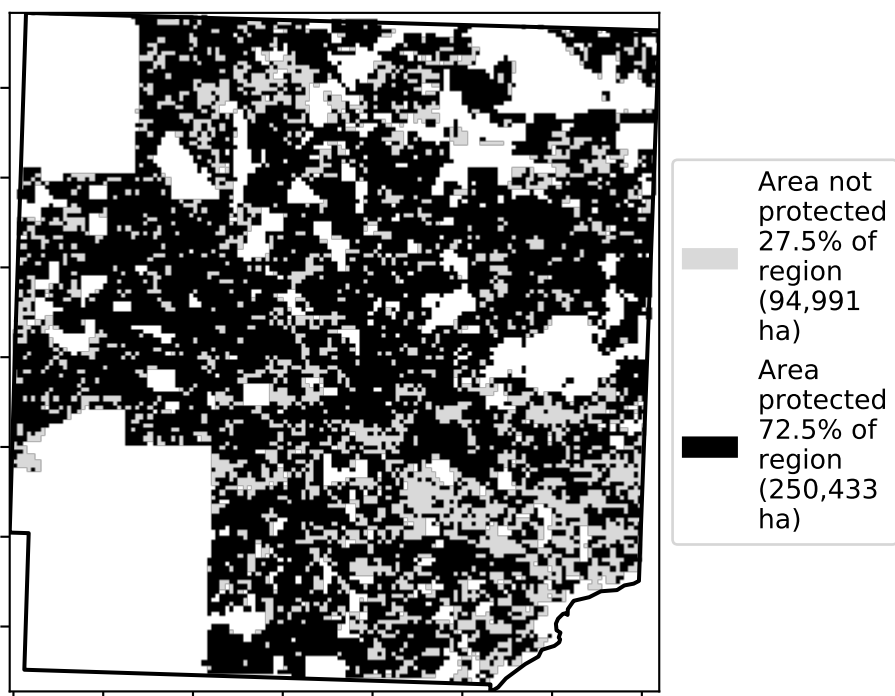 Area not
protected
27.5% of
region
(94,991
ha)
Area
protected
72.5% of
region
(250,433
ha)